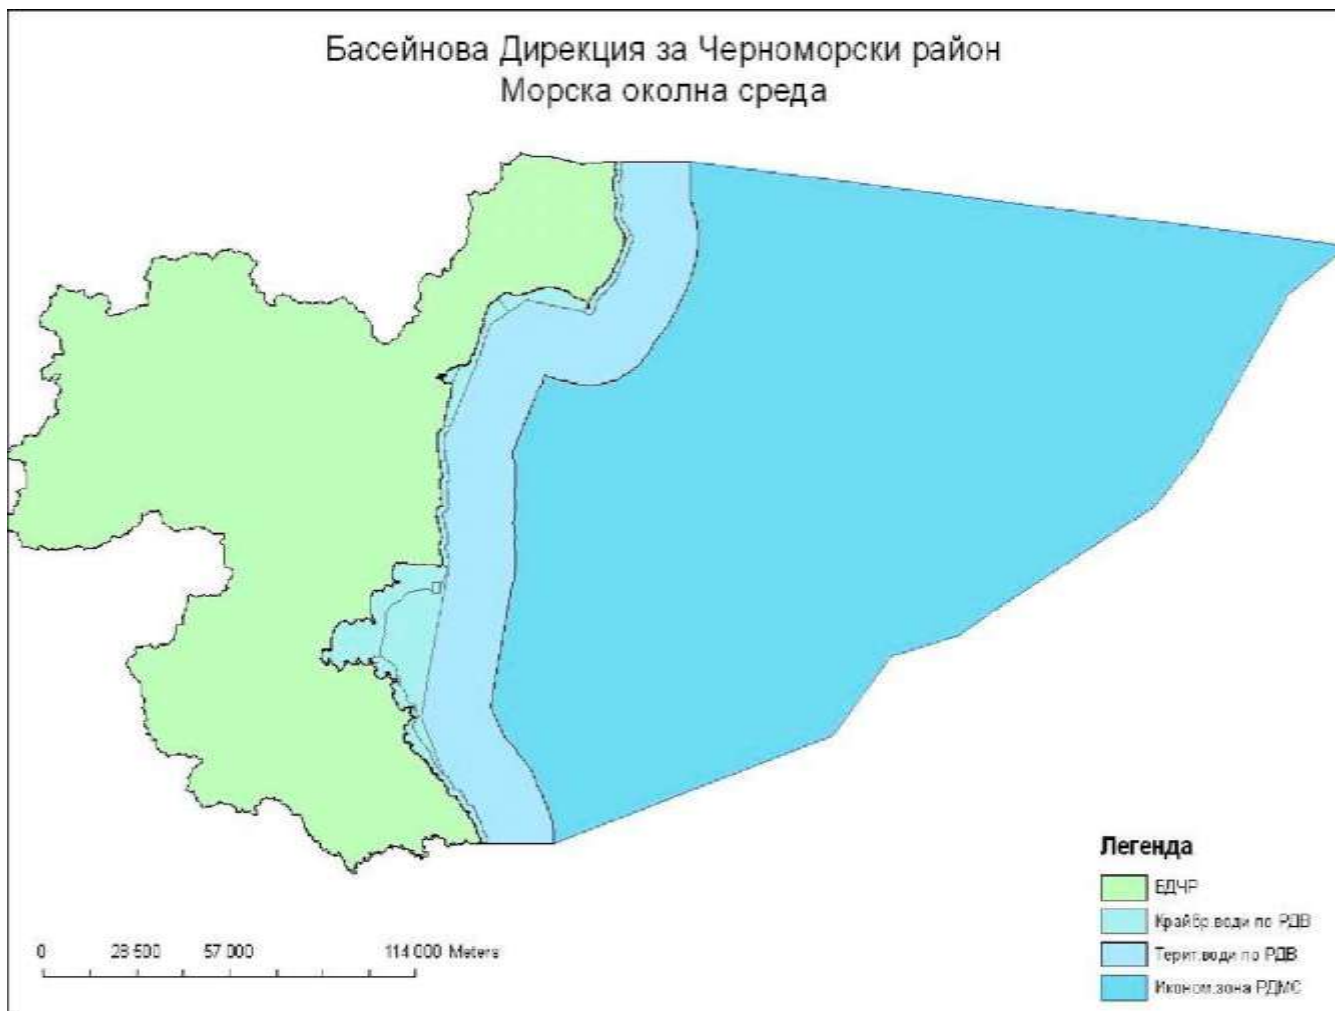 Басейнова Дирекция за Черноморски район
Морска околна среда
Легенда
БДЧР
Крайбр.води по РДВ
Терит.води по РДВ
Иконом.зона РДМС
0 28 500 57 000 114 000 Meters